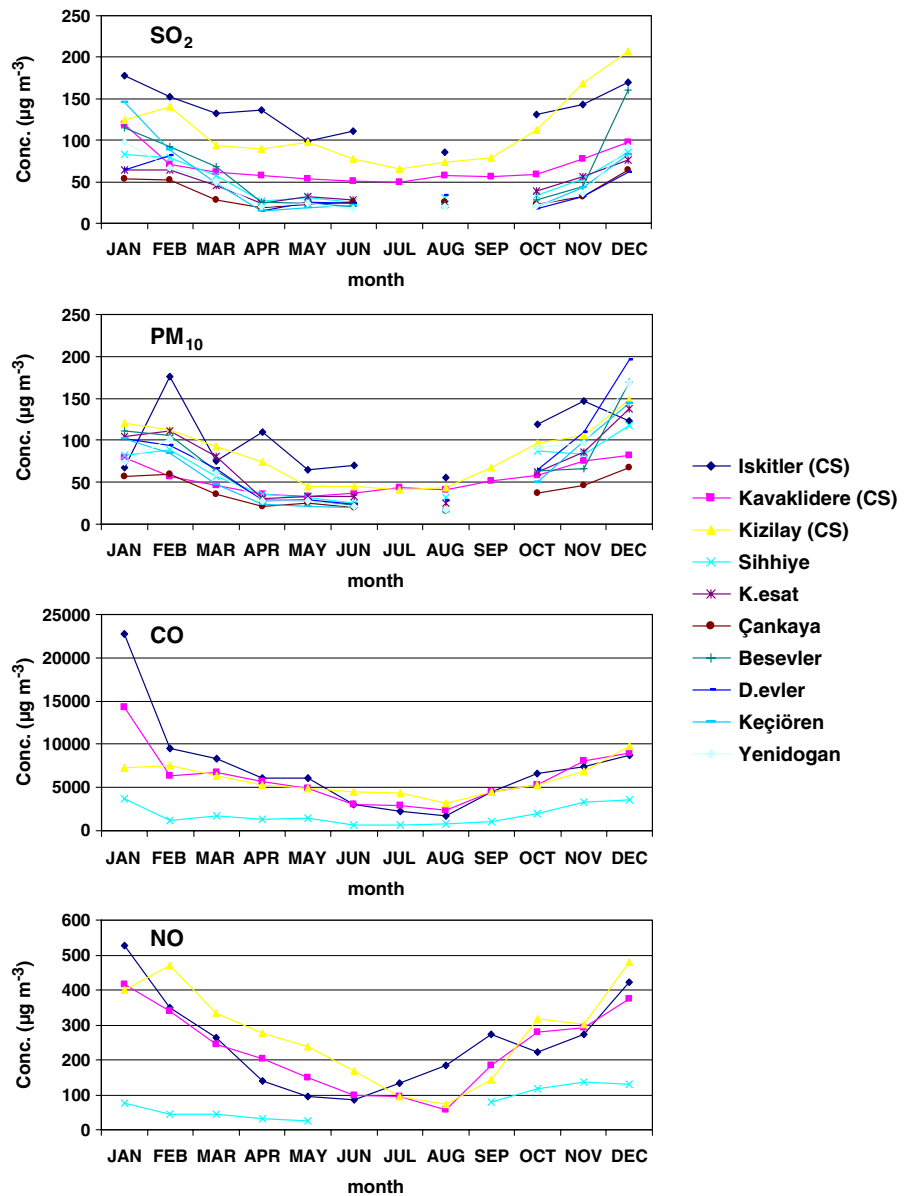 SO2
Conc. (µg m-3)
250
200
150
100
50
0
JAN FEB MAR APR MAY JUN JUL AUG SEP OCT NOV DEC
month
PM10
Conc. (µg m-3)
250
200
150
100
50
0
JAN FEB MAR APR MAY JUN JUL AUG SEP OCT NOV DEC
month
CO
Conc. (µg m-3)
25000
20000
15000
10000
5000
0
JAN FEB MAR APR MAY JUN JUL AUG SEP OCT NOV DEC
month
NO
Conc. (µg m-3)
600
500
400
300
200
100
0
JAN FEB MAR APR MAY JUN JUL AUG SEP OCT NOV DEC
month
Iskitler (CS)
Kavaklidere (CS)
Kizilay (CS)
Sihhiye
K.esat
Çankaya
Besevler
D.evler
Keçiören
Yenidogan